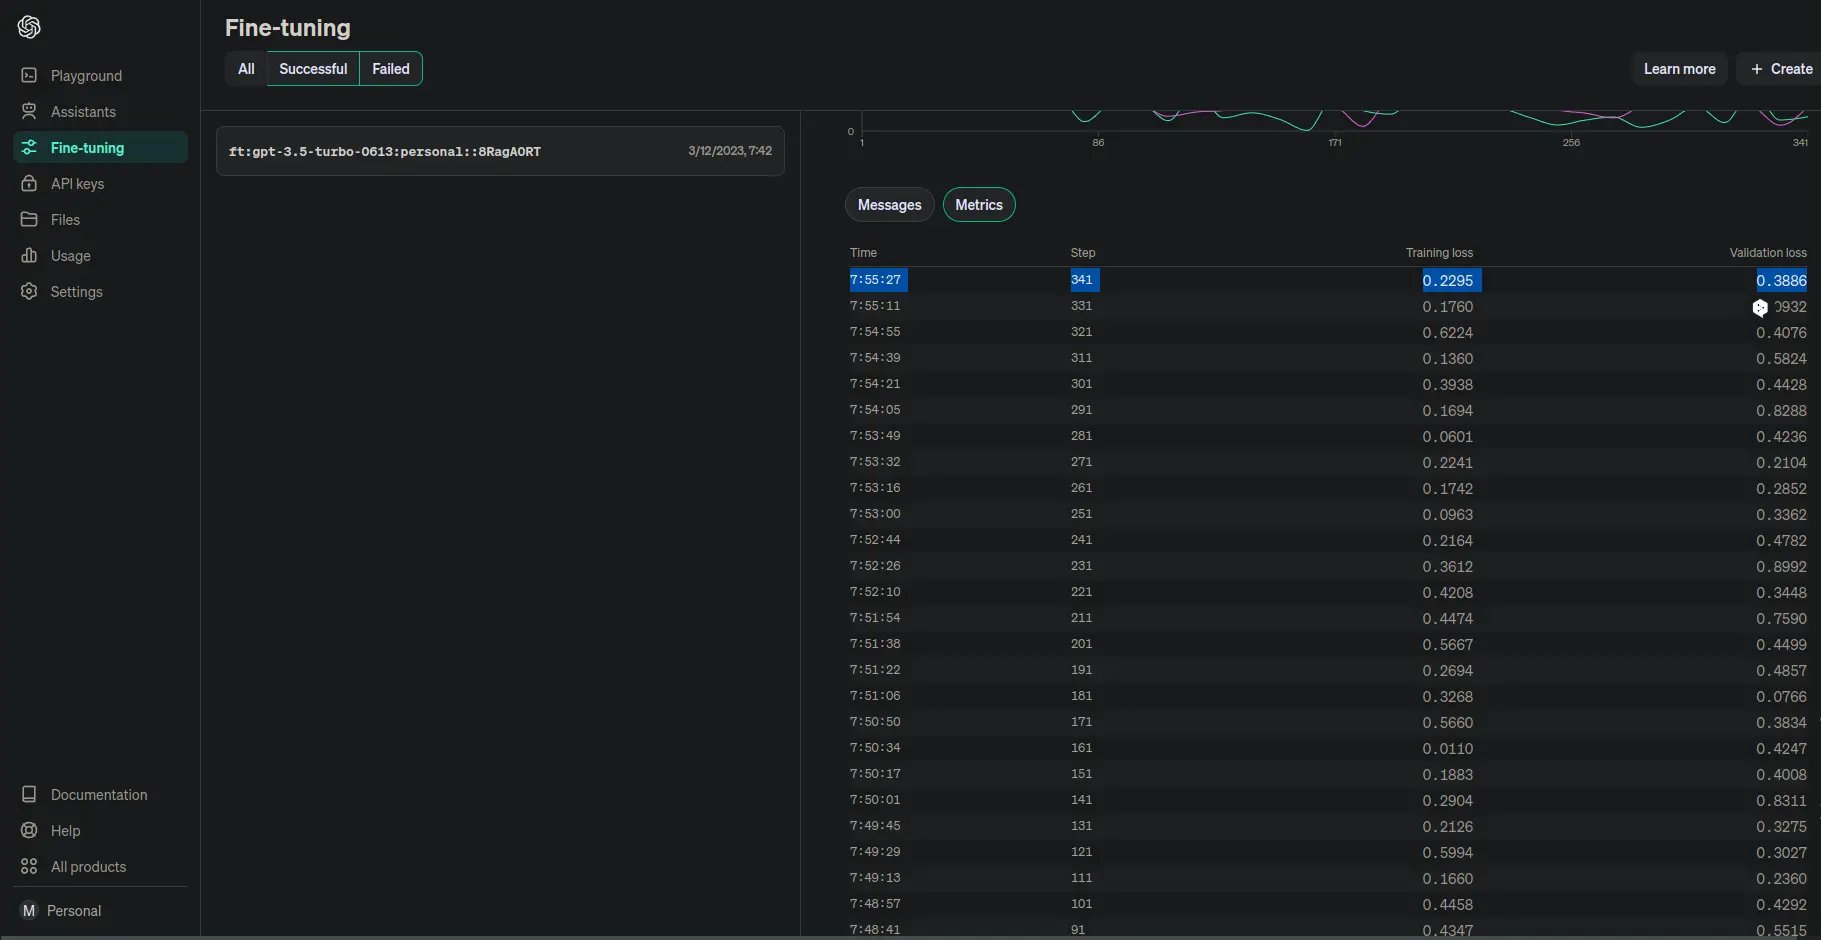 Fine-tuning
All Successful Failed
Learn more + Create
Playground
Assistants
Fine-tuning
API keys
Files
Usage
Settings
Documentation
Help
All products
M Personal
ft:gpt-3.5-turbo-0613:personal::8RagAORT 3/12/2023, 7:42
0
1 86 171 256 341
Messages Metrics
Time Step Training loss Validation loss
7:55:27 341 0.2295 0.3886
7:55:11 331 0.1760 0932
7:54:55 321 0.6224 0.4076
7:54:39 311 0.1360 0.5824
7:54:21 301 0.3938 0.4428
7:54:05 291 0.1694 0.8288
7:53:49 281 0.0601 0.4236
7:53:32 271 0.2241 0.2104
7:53:16 261 0.1742 0.2852
7:53:00 251 0.0963 0.3362
7:52:44 241 0.2164 0.4782
7:52:26 231 0.3612 0.8992
7:52:10 221 0.4208 0.3448
7:51:54 211 0.4474 0.7590
7:51:38 201 0.5667 0.4499
7:51:22 191 0.2694 0.4857
7:51:06 181 0.3268 0.0766
7:50:50 171 0.5660 0.3834
7:50:34 161 0.0110 0.4247
7:50:17 151 0.1883 0.4008
7:50:01 141 0.2904 0.8311
7:49:45 131 0.2126 0.3275
7:49:29 121 0.5994 0.3027
7:49:13 111 0.1660 0.2360
7:48:57 101 0.4458 0.4292
7:48:41 91 0.4347 0.5515